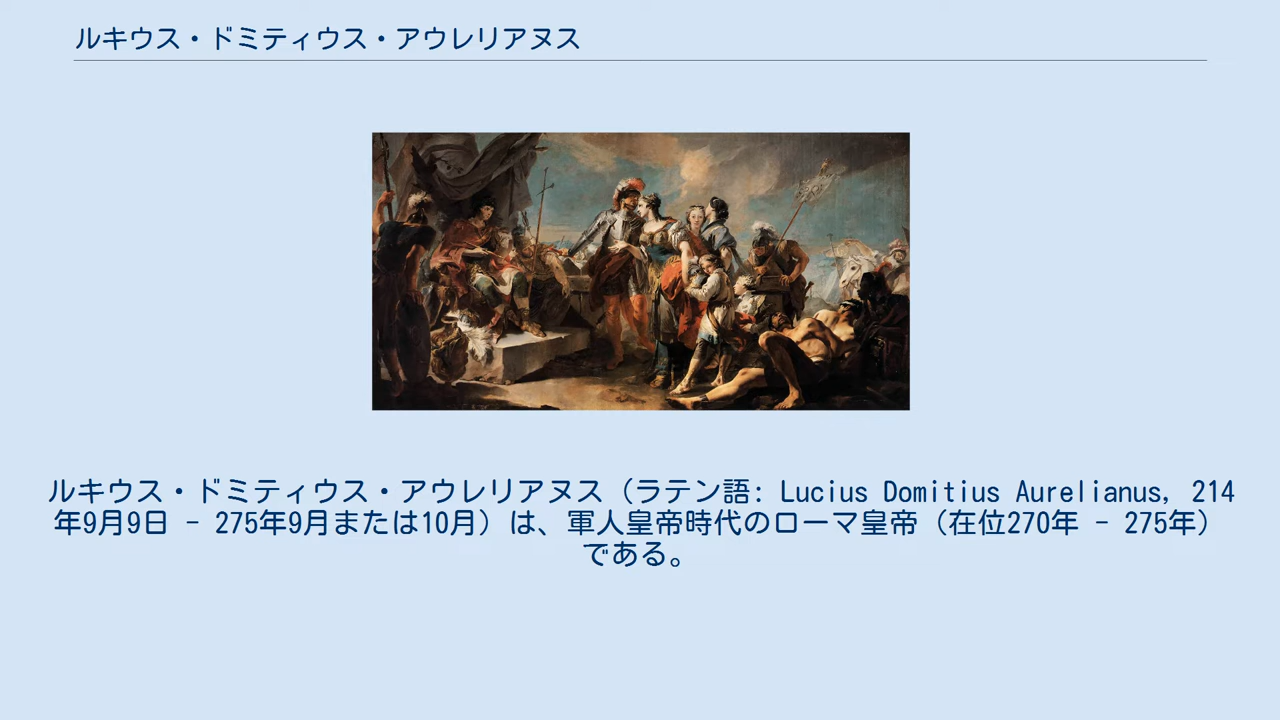 ルキウス・ドミティウス・アウレリアヌス
ルキウス・ドミティウス・アウレリアヌス（ラテン語: Lucius Domitius Aurelianus, 214
年9月9日 - 275年9月または10月）は、軍人皇帝時代のローマ皇帝（在位270年 - 275年）
である。